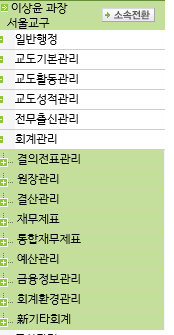 이상윤 과장
서울교구
소속전환
일반행정
교도기본관리
교도활동관리
교도성적관리
전무출신관리
회계관리
결의전표관리
원장관리
결산관리
재무제표
통합재무제표
예산관리
금융정보관리
회계환경관리
新기타회계